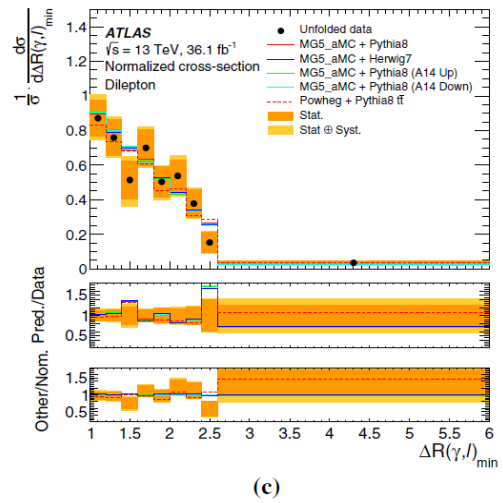 1/σ · dσ/dΔR(γ,l)min
ATLAS
√s = 13 TeV, 36.1 fb⁻¹
Normalized cross-section
Dilepton
Unfolded data
MG5_aMC + Pythia8
MG5_aMC + Herwig7
MG5_aMC + Pythia8 (A14 Up)
MG5_aMC + Pythia8 (A14 Down)
Powheg + Pythia8 tt̄
Stat.
Stat ⊕ Syst.
1.4
1.2
1
0.8
0.6
0.4
0.2
0
Pred./Data
1.5
1
0.5
Other/Nom.
1.5
1
0.5
1 1.5 2 2.5 3 3.5 4 4.5 5 5.5 6
ΔR(γ,l)min
(c)